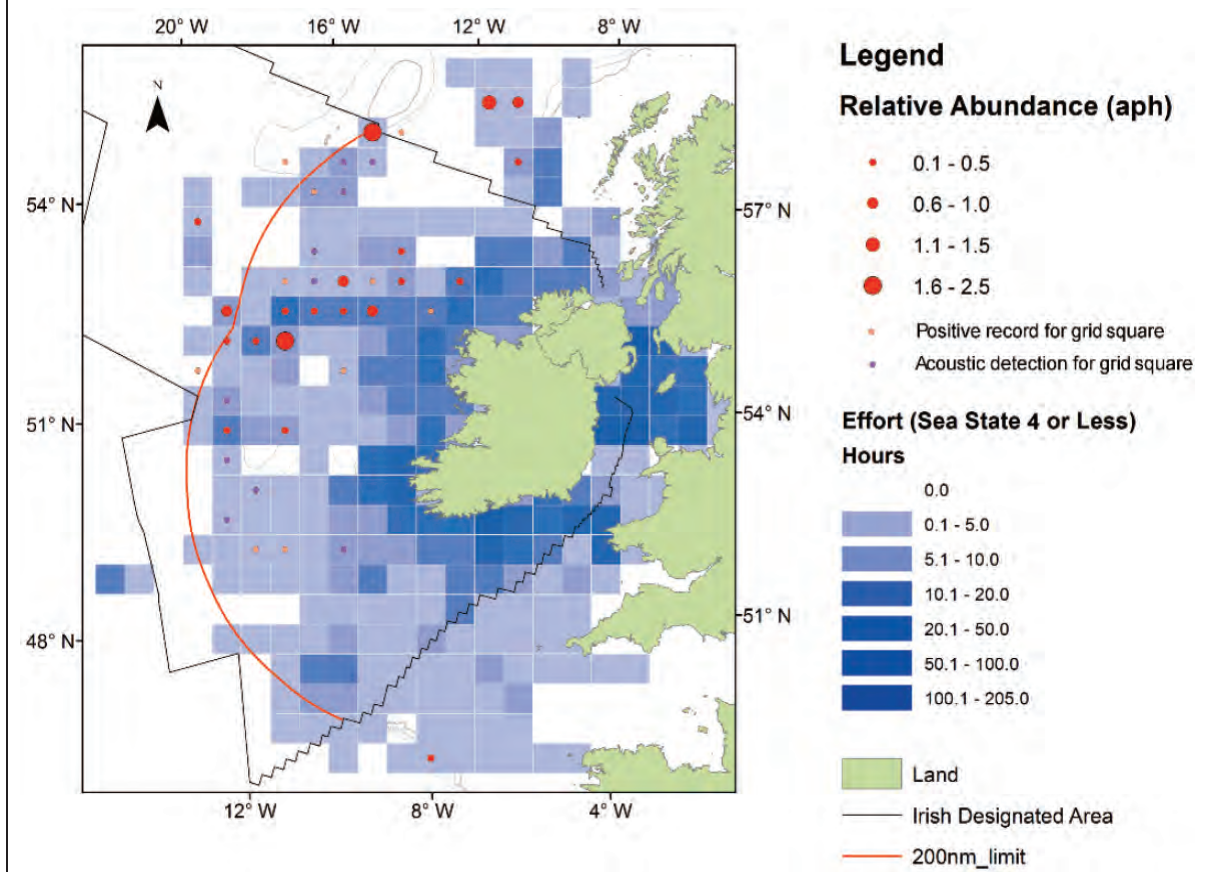 20° W 16° W 12° W 8° W
N
54° N
57° N
51° N
54° N
48° N
51° N
12° W 8° W 4° W
Legend
Relative Abundance (aph)
0.1 - 0.5
0.6 - 1.0
1.1 - 1.5
1.6 - 2.5
Positive record for grid square
Acoustic detection for grid square
Effort (Sea State 4 or Less)
Hours
0.0
0.1 - 5.0
5.1 - 10.0
10.1 - 20.0
20.1 - 50.0
50.1 - 100.0
100.1 - 205.0
Land
Irish Designated Area
200nm_limit